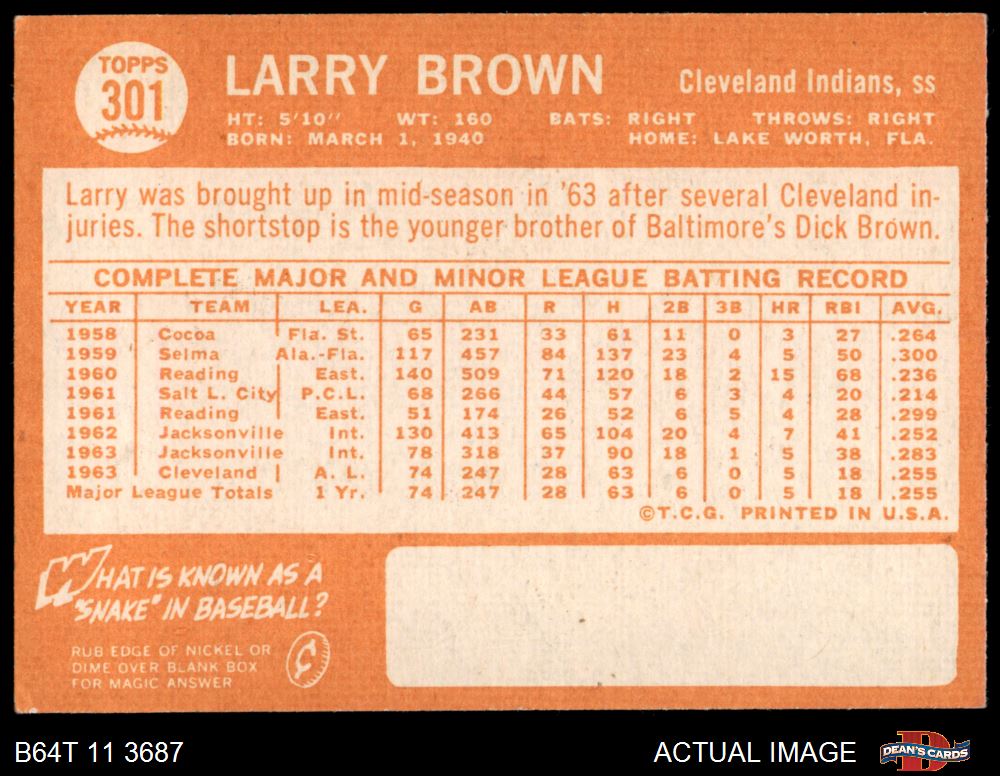 TOPPS
301
LARRY BROWN
Cleveland Indians, ss
HT: 5'10" WT: 160 BATS: RIGHT THROWS: RIGHT
BORN: MARCH 1, 1940 HOME: LAKE WORTH, FLA.
Larry was brought up in mid-season in '63 after several Cleveland in-
juries. The shortstop is the younger brother of Baltimore's Dick Brown.
COMPLETE MAJOR AND MINOR LEAGUE BATTING RECORD
YEAR TEAM LEA. G AB R H 2B 3B HR RBI AVG.
1958 Cocoa Fla. St. 65 231 33 61 11 0 3 27 .264
1959 Selma Ala.-Fla. 117 457 84 137 23 4 5 50 .300
1960 Reading East. 140 509 71 120 18 2 15 68 .236
1961 Salt L. City P.C.L. 68 266 44 57 6 3 4 20 .214
1961 Reading East. 51 174 26 52 6 5 4 28 .299
1962 Jacksonville Int. 130 413 65 104 20 4 7 41 .252
1963 Jacksonville Int. 78 318 37 90 18 1 5 38 .283
1963 Cleveland A. L. 74 247 28 63 6 0 5 18 .255
Major League Totals 1 Yr. 74 247 28 63 6 0 5 18 .255
©T.C.G. PRINTED IN U.S.A.
WHAT IS KNOWN AS A
"SNAKE" IN BASEBALL?
RUB EDGE OF NICKEL OR
DIME OVER BLANK BOX
FOR MAGIC ANSWER
¢
B64T 11 3687
ACTUAL IMAGE
DEAN'S CARDS